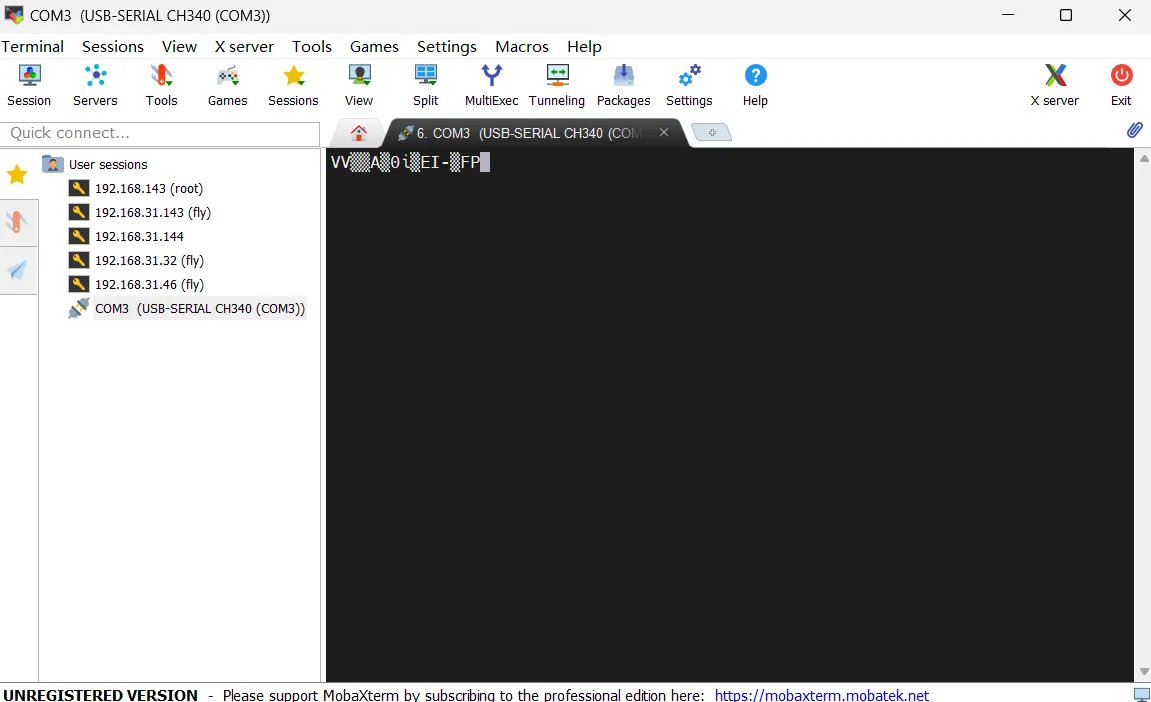 COM3 (USB-SERIAL CH340 (COM3))
Terminal Sessions View X server Tools Games Settings Macros Help
Session Servers Tools Games Sessions View Split MultiExec Tunneling Packages Settings Help X server Exit
Quick connect...
6. COM3 (USB-SERIAL CH340 (COM
User sessions
192.168.143 (root)
192.168.31.143 (fly)
192.168.31.144
192.168.31.32 (fly)
192.168.31.46 (fly)
COM3 (USB-SERIAL CH340 (COM3))
VV▒▒A▒0i▒EI-▒FP
UNREGISTERED VERSION - Please support MobaXterm by subscribing to the professional edition here: https://mobaxterm.mobatek.net